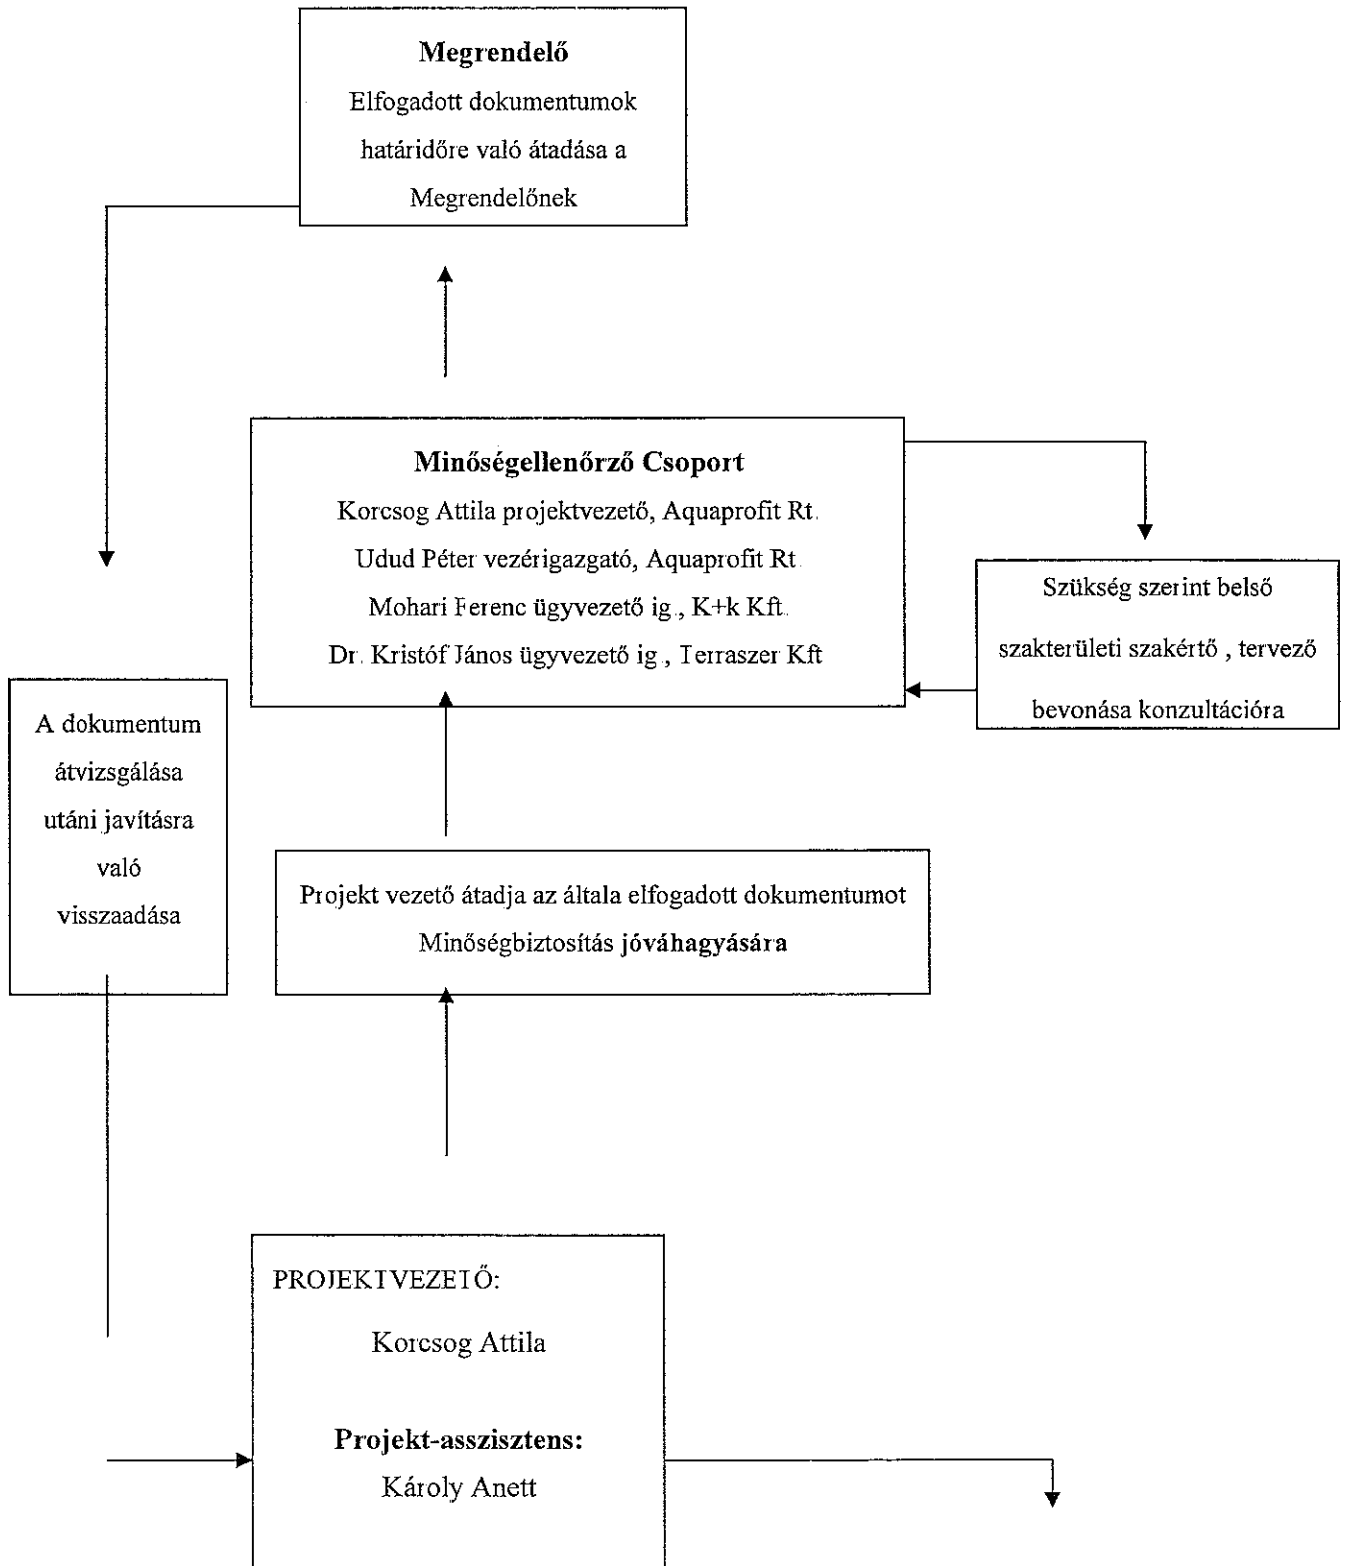 Megrendelő
Elfogadott dokumentumok
határidőre való átadása a
Megrendelőnek
Minőségellenőrző Csoport
Korcsog Attila projektvezető, Aquaprofit Rt.
Udud Péter vezérigazgató, Aquaprofit Rt.
Mohari Ferenc ügyvezető ig., K+k Kft.
Dr. Kristóf János ügyvezető ig., Terraszer Kft
Szükség szerint belső
szakterületi szakértő , tervező
bevonása konzultációra
A dokumentum
átvizsgálása
utáni javításra
való
visszaadása
Projekt vezető átadja az általa elfogadott dokumentumot
Minőségbiztosítás jóváhagyására
PROJEKTVEZETŐ:
Korcsog Attila
Projekt-asszisztens:
Károly Anett